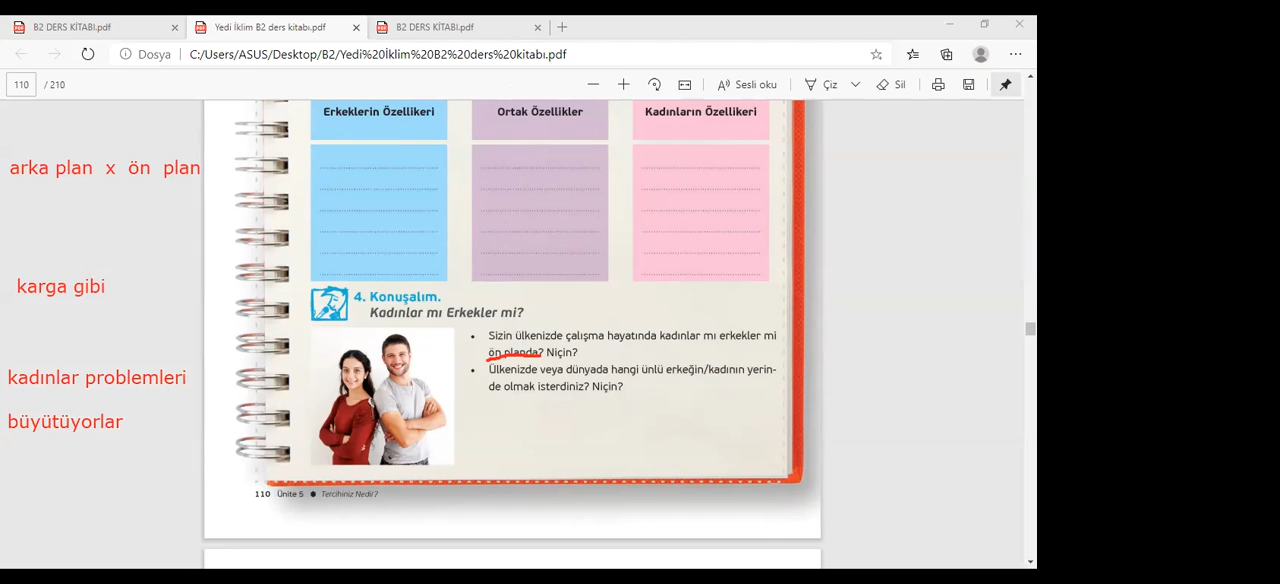 B2 DERS KİTABI.pdf
Yedi İklim B2 ders kitabı.pdf
B2 DERS KİTABI.pdf
Dosya
C:/Users/ASUS/Desktop/B2/Yedi%20İklim%20B2%20ders%20kitabı.pdf
110 / 210
Sesli oku
Çiz
Sil
Erkeklerin Özellikeri
Ortak Özellikler
Kadınların Özellikeri
arka plan x ön plan
karga gibi
kadınlar problemleri
büyütüyorlar
4. Konuşalım.
Kadınlar mı Erkekler mi?
• Sizin ülkenizde çalışma hayatında kadınlar mı erkekler mi
ön planda? Niçin?
• Ülkenizde veya dünyada hangi ünlü erkeğin/kadının yerin-
de olmak isterdiniz? Niçin?
110 Ünite 5 ● Tercihiniz Nedir?